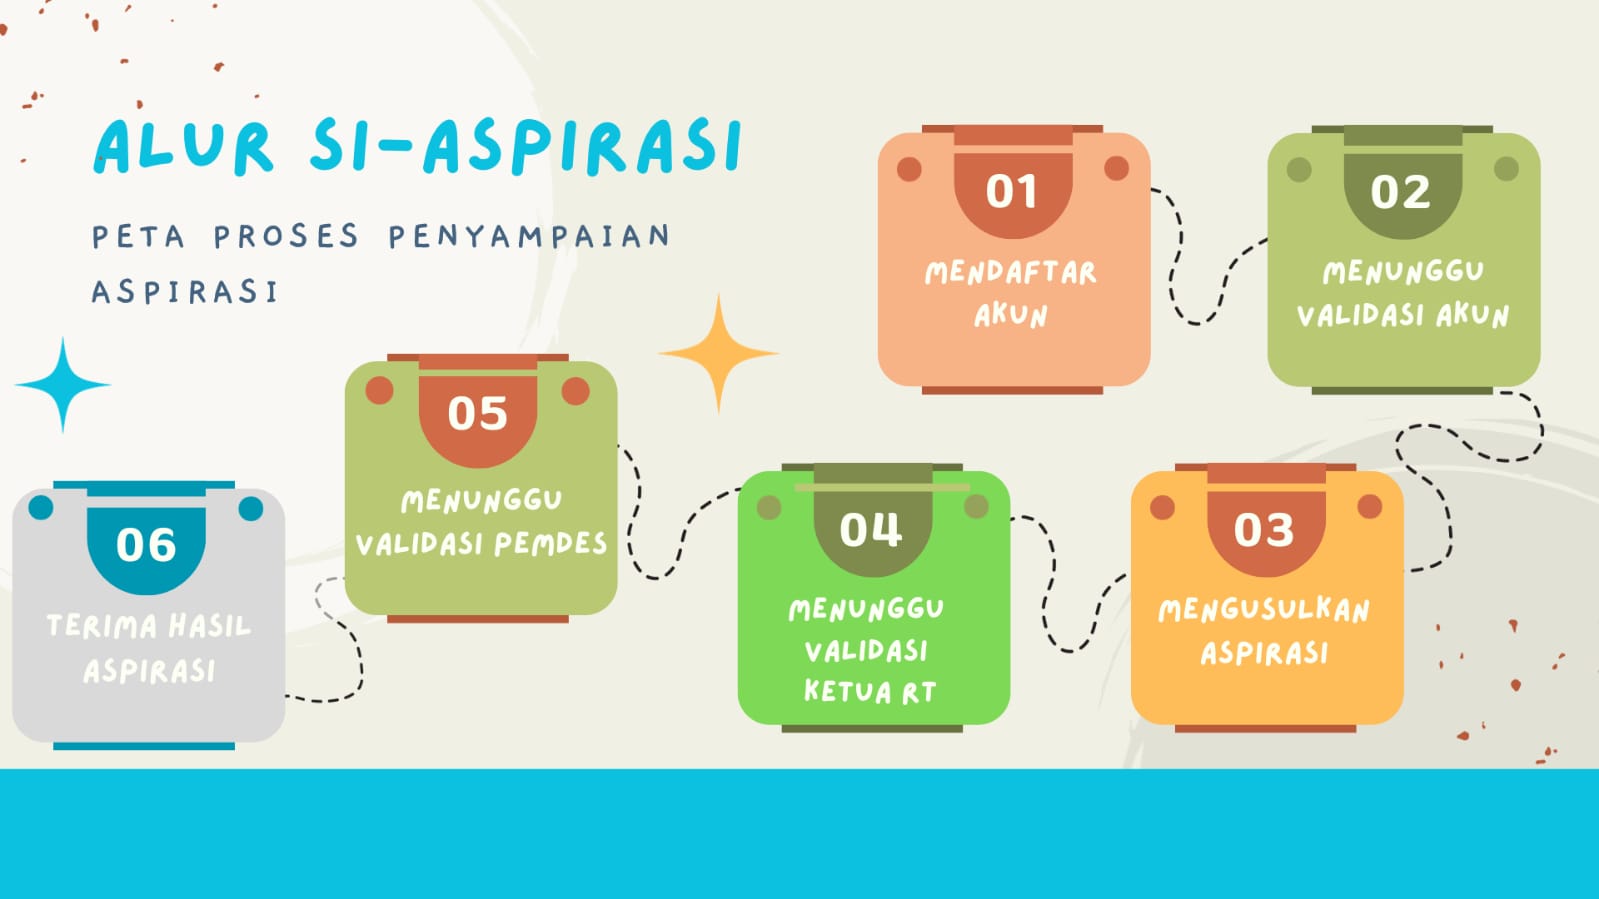 ALUR SI-ASPIRASI
PETA PROSES PENYAMPAIAN
ASPIRASI
01
MENDAFTAR
AKUN
02
MENUNGGU
VALIDASI AKUN
03
MENGUSULKAN
ASPIRASI
04
MENUNGGU
VALIDASI
KETUA RT
05
MENUNGGU
VALIDASI PEMDES
06
TERIMA HASIL
ASPIRASI